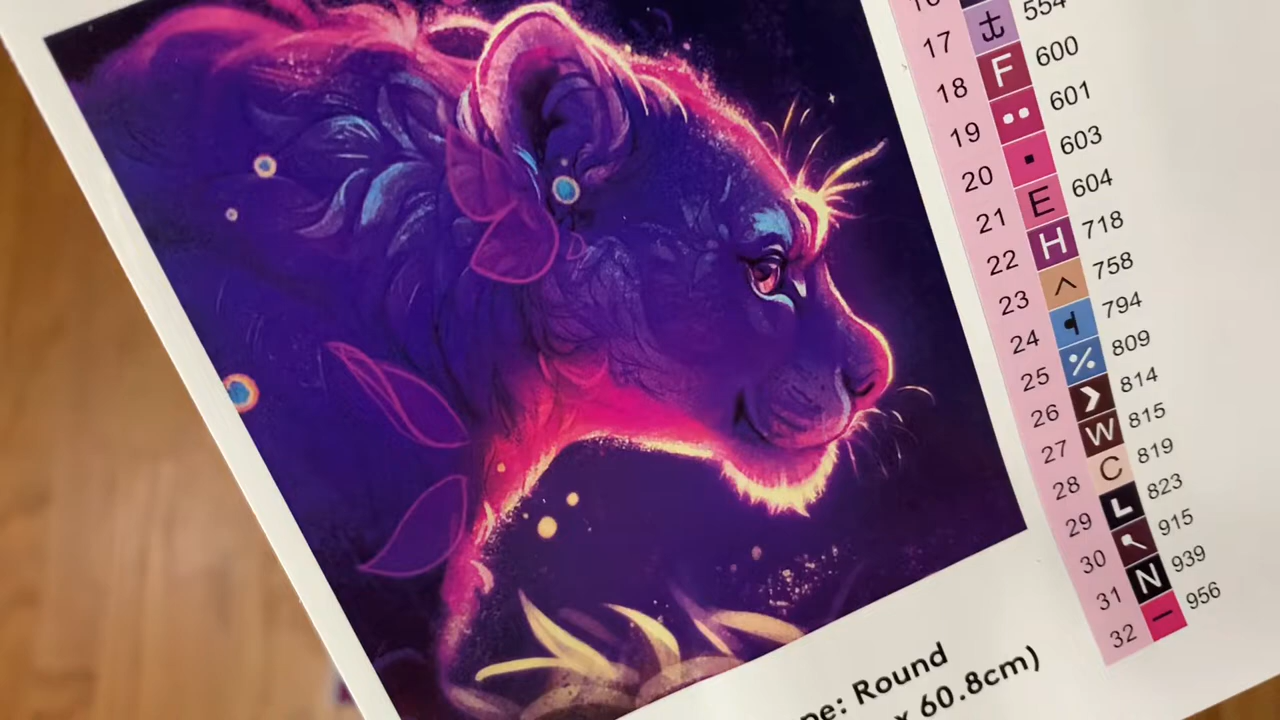 17 554
18 F 600
19 601
20 603
21 E 604
22 H 718
23 ^ 758
24 794
25 % 809
26 814
27 W 815
28 C 819
29 L 823
30 915
31 N 939
32 — 956
Round
x 60.8cm)